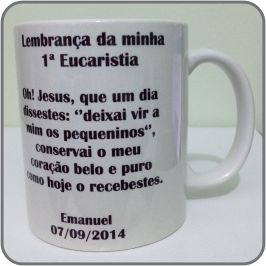 Lembrança da minha
1ª Eucaristia
Oh! Jesus, que um dia
dissestes: ‘’deixai vir a
mim os pequeninos‘’,
conservai o meu
coração belo e puro
como hoje o recebestes.
Emanuel
07/09/2014